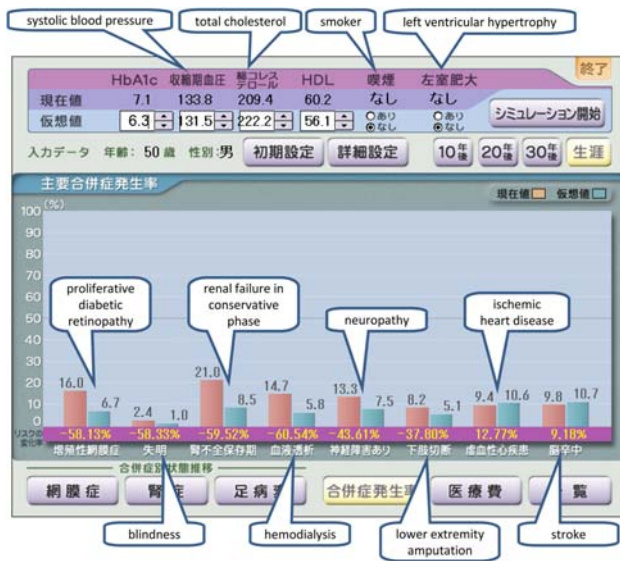 systolic blood pressure
total cholesterol
smoker
left ventricular hypertrophy
終了
HbA1c 収縮期血圧 総コレステロール HDL 喫煙 左室肥大
現在値 7.1 133.8 209.4 60.2 なし なし
仮想値 6.3 131.5 222.2 56.1 あり なし あり なし シミュレーション開始
入力データ 年齢: 50歳 性別:男 初期設定 詳細設定 10年後 20年後 30年後 生涯
主要合併症発生率
現在値 仮想値
(%)
100
90
80
70
60
50
40
30
20
10
0
proliferative
diabetic
retinopathy
renal failure in
conservative
phase
neuropathy
ischemic
heart disease
16.0 6.7 2.4 1.0 21.0 8.5 14.7 5.8 13.3 7.5 8.2 5.1 9.4 10.6 9.8 10.7
リスクの変化率 -58.13% -58.33% -59.52% -60.54% -43.61% -37.80% 12.77% 9.18%
増殖性網膜症 失明 腎不全保存期 血液透析 神経障害あり 下肢切断 虚血性心疾患 脳卒中
合併症別状態推移
網膜症 腎症 足病 合併症発生率 医療費 覧
blindness
hemodialysis
lower extremity
amputation
stroke